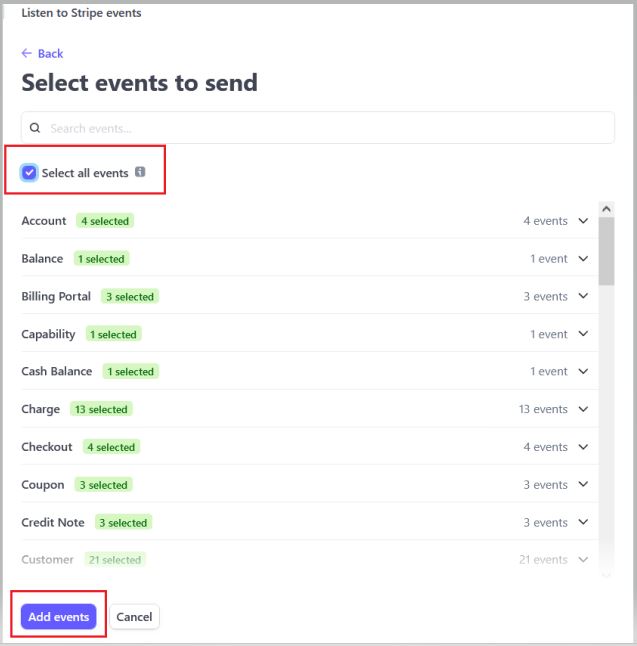 Listen to Stripe events
← Back
Select events to send
Search events...
Select all events i
Account 4 selected 4 events
Balance 1 selected 1 event
Billing Portal 3 selected 3 events
Capability 1 selected 1 event
Cash Balance 1 selected 1 event
Charge 13 selected 13 events
Checkout 4 selected 4 events
Coupon 3 selected 3 events
Credit Note 3 selected 3 events
Customer 21 selected 21 events
Add events Cancel